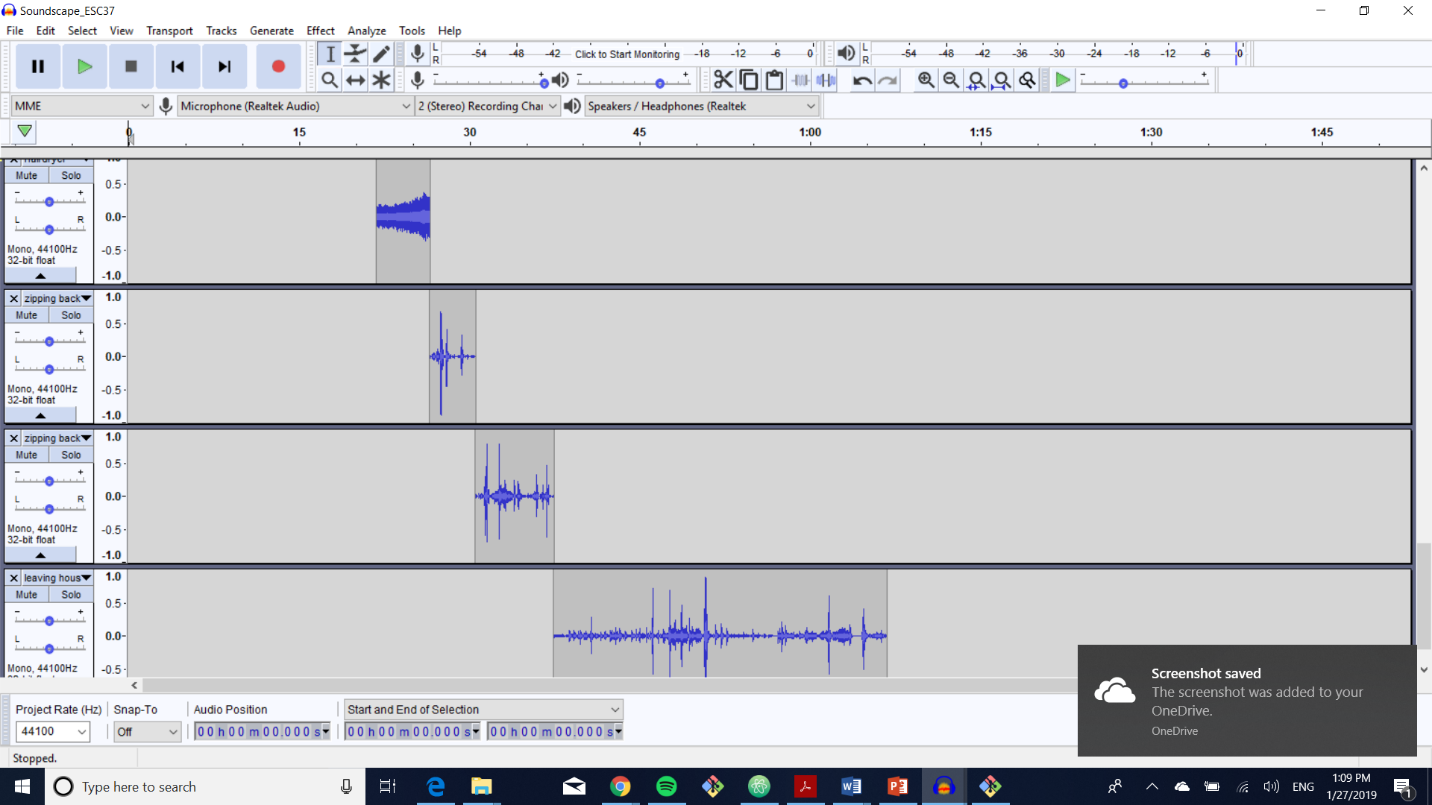 Soundscape_ESC37
File Edit Select View Transport Tracks Generate Effect Analyze Tools Help
L R -54 -48 -42 Click to Start Monitoring -18 -12 -6 0 L R -54 -48 -42 -36 -30 -24 -18 -12 -6 0
- + - + - +
MME Microphone (Realtek Audio) 2 (Stereo) Recording Chai Speakers / Headphones (Realtek
0 15 30 45 1:00 1:15 1:30 1:45
hairdryer 1.0
Mute Solo
0.5
- +
L R 0.0
Mono, 44100Hz -0.5
32-bit float
-1.0
zipping back 1.0
Mute Solo
0.5
- +
L R 0.0
Mono, 44100Hz -0.5
32-bit float
-1.0
zipping back 1.0
Mute Solo
0.5
- +
L R 0.0
Mono, 44100Hz -0.5
32-bit float
-1.0
leaving hous 1.0
Mute Solo
0.5
- +
L R 0.0
Mono, 44100Hz -0.5
Screenshot saved
The screenshot was added to your
OneDrive.
OneDrive
Project Rate (Hz) Snap-To Audio Position Start and End of Selection
44100 Off 00 h 00 m 00.000 s 00 h 00 m 00.000 s 00 h 00 m 00.000 s
Stopped.
Type here to search
ENG 1:09 PM
1/27/2019
1